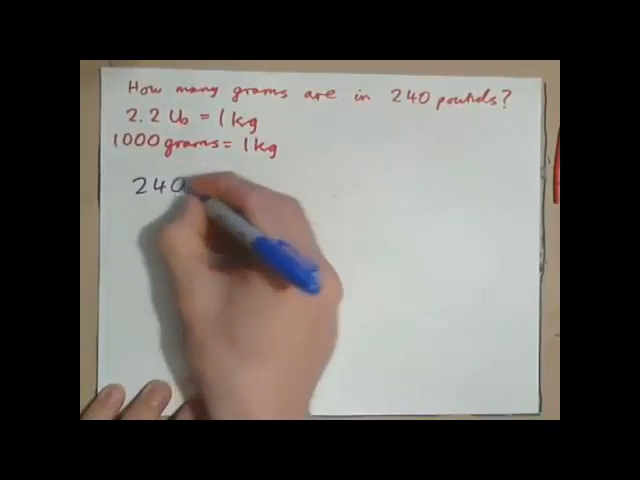 How many grams are in 240 pounds?
2.2 lb = 1 kg
1000 grams = 1 kg
240